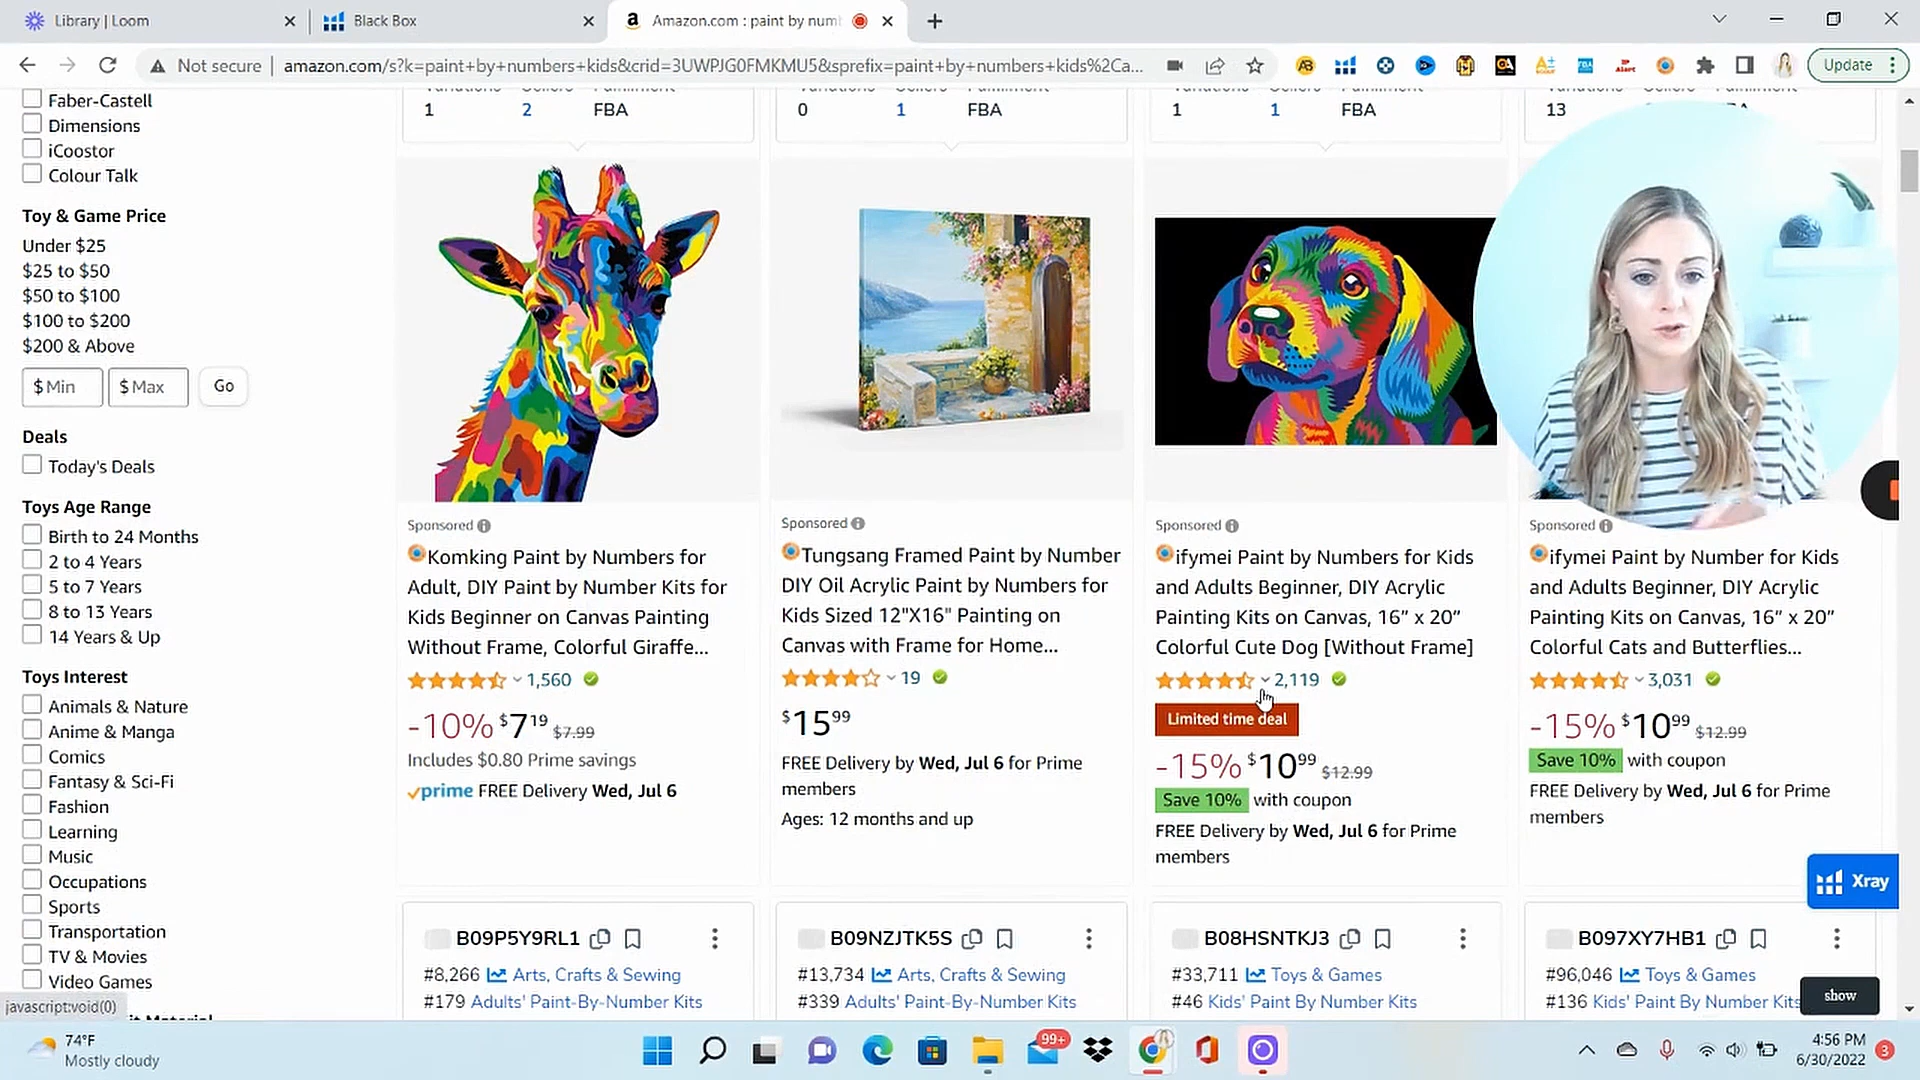 Library | Loom
Black Box
Amazon.com : paint by num
Not secure
amazon.com/s?k=paint+by+numbers+kids&crid=3UWPJG0FMKMU5&sprefix=paint+by+numbers+kids%2Ca...
Update
Faber-Castell
Dimensions
iCoostor
Colour Talk
Toy & Game Price
Under $25
$25 to $50
$50 to $100
$100 to $200
$200 & Above
$ Min
$ Max
Go
Deals
Today's Deals
Toys Age Range
Birth to 24 Months
2 to 4 Years
5 to 7 Years
8 to 13 Years
14 Years & Up
Toys Interest
Animals & Nature
Anime & Manga
Comics
Fantasy & Sci-Fi
Fashion
Learning
Music
Occupations
Sports
Transportation
TV & Movies
Video Games
javascript:void(0)
1
2
FBA
Sponsored
Komking Paint by Numbers for
Adult, DIY Paint by Number Kits for
Kids Beginner on Canvas Painting
Without Frame, Colorful Giraffe...
1,560
-10% $7 19 $7.99
Includes $0.80 Prime savings
prime FREE Delivery Wed, Jul 6
0
1
FBA
Sponsored
Tungsang Framed Paint by Number
DIY Oil Acrylic Paint by Numbers for
Kids Sized 12"X16" Painting on
Canvas with Frame for Home...
19
$15 99
FREE Delivery by Wed, Jul 6 for Prime
members
Ages: 12 months and up
1
1
FBA
Sponsored
ifymei Paint by Numbers for Kids
and Adults Beginner, DIY Acrylic
Painting Kits on Canvas, 16” x 20”
Colorful Cute Dog [Without Frame]
2,119
Limited time deal
-15% $10 99 $12.99
Save 10% with coupon
FREE Delivery by Wed, Jul 6 for Prime
members
13
Sponsored
ifymei Paint by Number for Kids
and Adults Beginner, DIY Acrylic
Painting Kits on Canvas, 16” x 20”
Colorful Cats and Butterflies...
3,031
-15% $10 99 $12.99
Save 10% with coupon
FREE Delivery by Wed, Jul 6 for Prime
members
Xray
B09P5Y9RL1
#8,266 Arts, Crafts & Sewing
#179 Adults' Paint-By-Number Kits
B09NZJTK5S
#13,734 Arts, Crafts & Sewing
#339 Adults' Paint-By-Number Kits
B08HSNTKJ3
#33,711 Toys & Games
#46 Kids' Paint By Number Kits
B097XY7HB1
#96,046 Toys & Games
#136 Kids' Paint By Number Kits
show
74°F
Mostly cloudy
99+
4:56 PM
6/30/2022
3